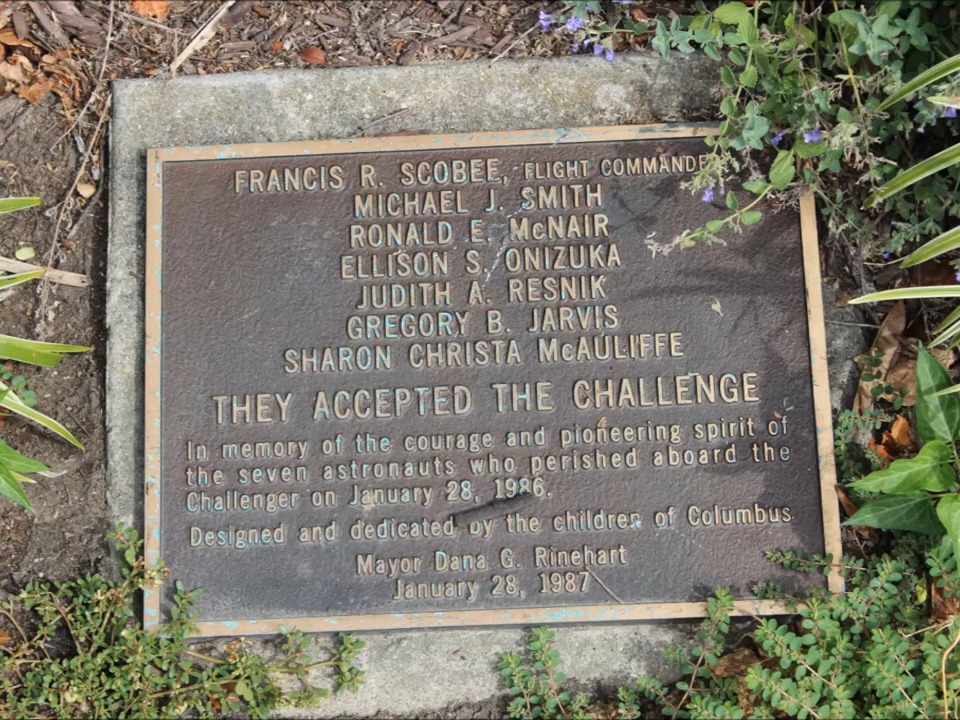 FRANCIS R. SCOBEE, FLIGHT COMMANDE
MICHAEL J. SMITH
RONALD E. McNAIR
ELLISON S. ONIZUKA
JUDITH A. RESNIK
GREGORY B. JARVIS
SHARON CHRISTA McAULIFFE
THEY ACCEPTED THE CHALLENGE
In memory of the courage and pioneering spirit of
the seven astronauts who perished aboard the
Challenger on January 28, 1986.
Designed and dedicated by the children of Columbus
Mayor Dana G. Rinehart
January 28, 1987